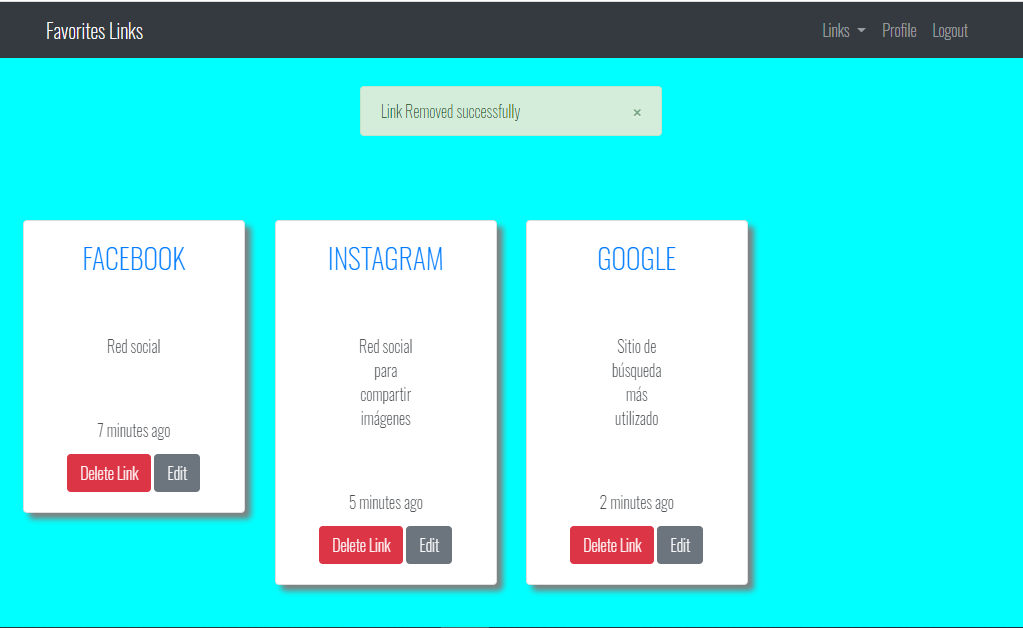 Favorites Links
Links Profile Logout
Link Removed successfully ×
FACEBOOK
Red social
7 minutes ago
Delete Link Edit
INSTAGRAM
Red social
para
compartir
imágenes
5 minutes ago
Delete Link Edit
GOOGLE
Sitio de
búsqueda
más
utilizado
2 minutes ago
Delete Link Edit